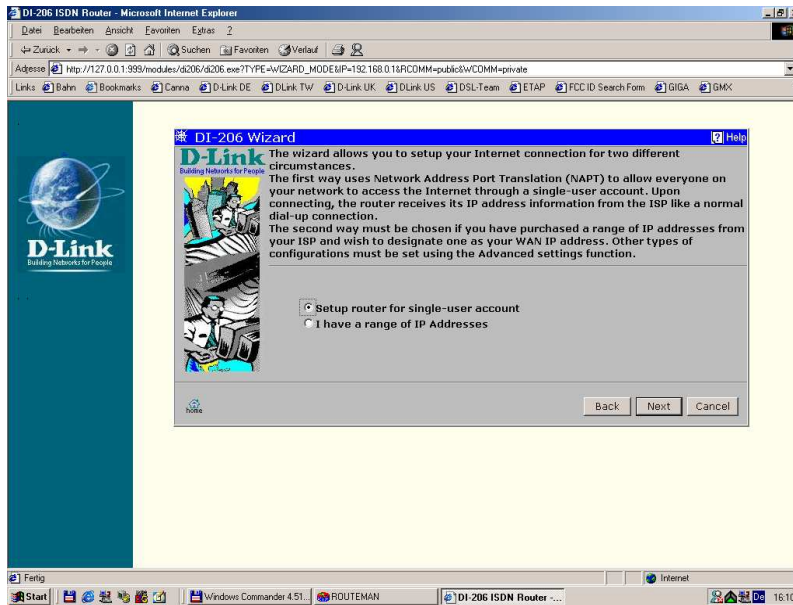 DI-206 ISDN Router - Microsoft Internet Explorer
Datei Bearbeiten Ansicht Favoriten Extras ?
Zurück Suchen Favoriten Verlauf
Adresse http://127.0.0.1:999/modules/di206/di206.exe?TYPE=WIZARD_MODE&IP=192.168.0.1&RCOMM=public&WCOMM=private
Links Bahn Bookmarks Canna D-Link DE DLink TW D-Link UK DLink US DSL-Team ETAP FCC ID Search Form GIGA GMX
DI-206 Wizard ? Help
D-Link
Building Networks for People
The wizard allows you to setup your Internet connection for two different
circumstances.
The first way uses Network Address Port Translation (NAPT) to allow everyone on
your network to access the Internet through a single-user account. Upon
connecting, the router receives its IP address information from the ISP like a normal
dial-up connection.
The second way must be chosen if you have purchased a range of IP addresses from
your ISP and wish to designate one as your WAN IP address. Other types of
configurations must be set using the Advanced settings function.
D-Link
Building Networks for People
Setup router for single-user account
I have a range of IP Addresses
home
Back Next Cancel
Fertig Internet
Start Windows Commander 4.51... ROUTEMAN DI-206 ISDN Router -... De 16:10